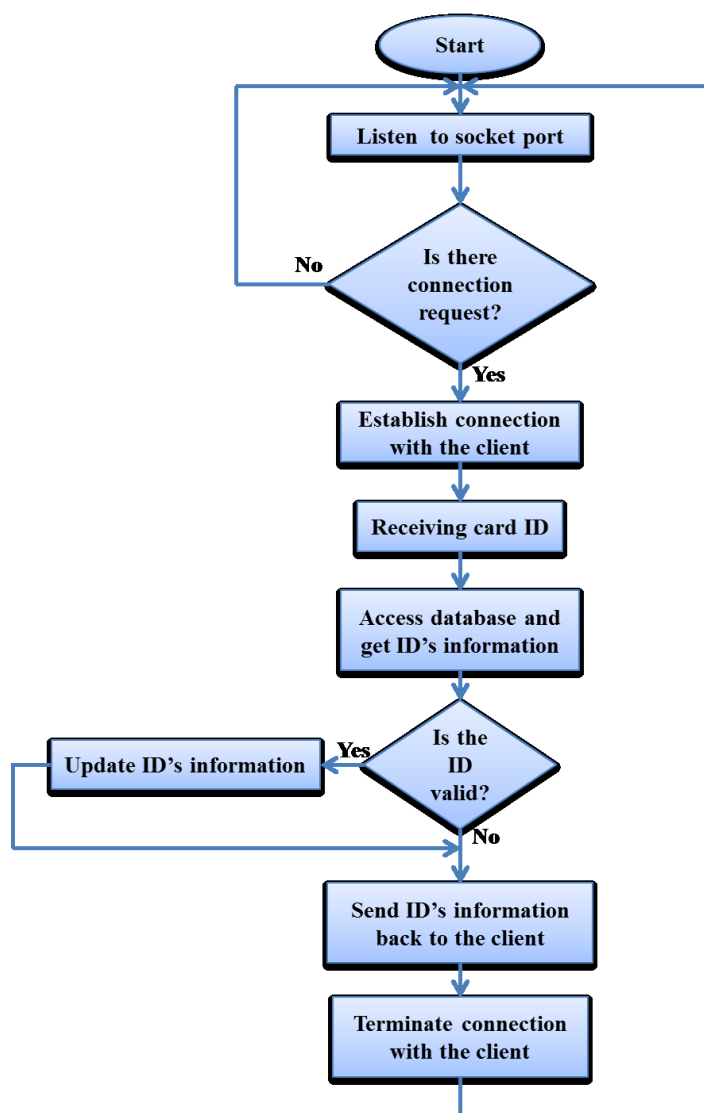 Start
Listen to socket port
No
Is there
connection
request?
Yes
Establish connection
with the client
Receiving card ID
Access database and
get ID's information
Update ID's information
Yes
Is the
ID
valid?
No
Send ID's information
back to the client
Terminate connection
with the client